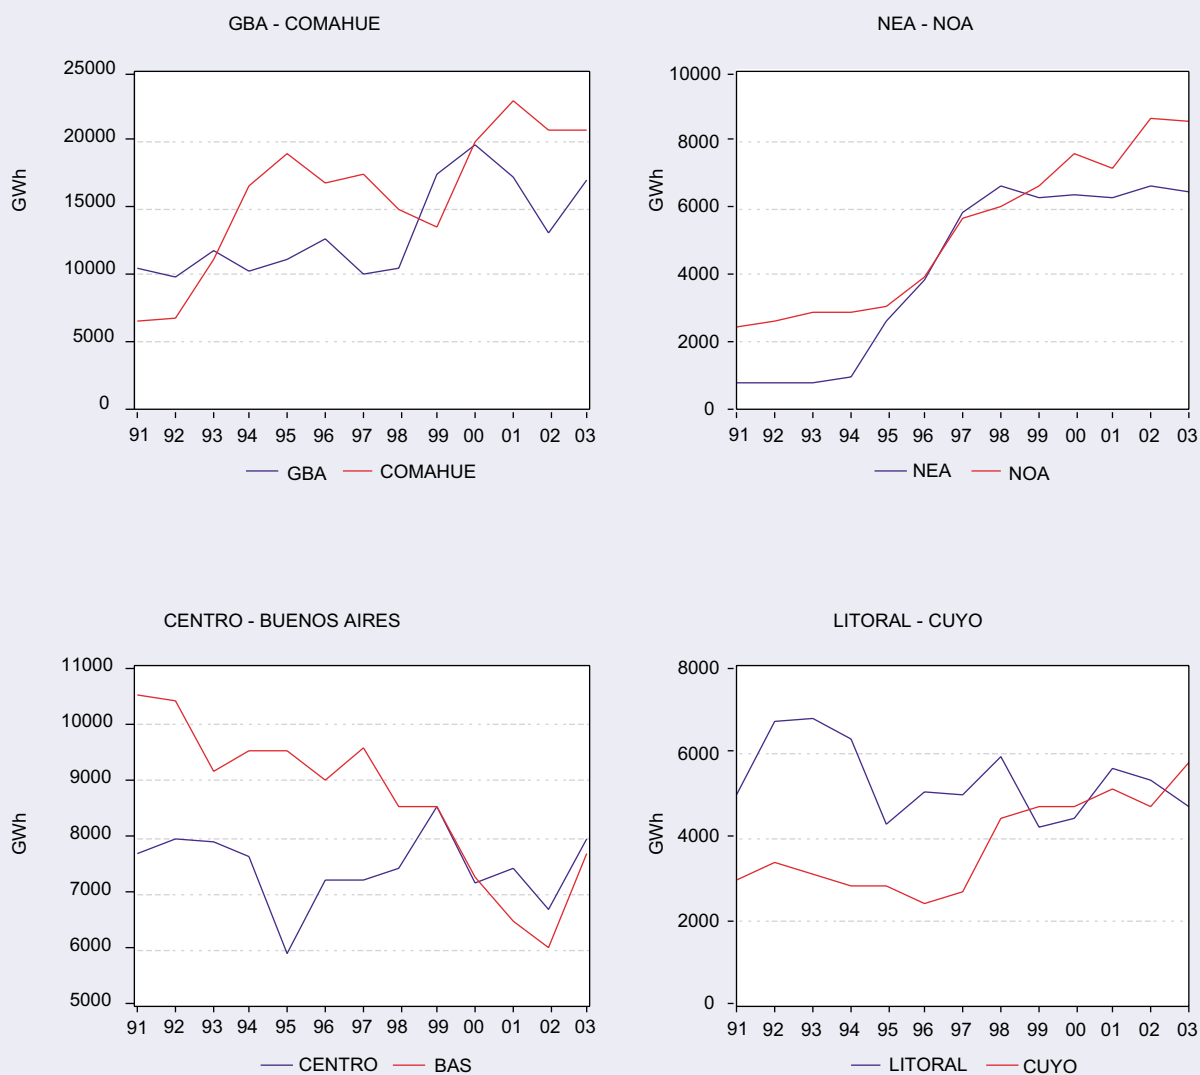 GBA - COMAHUE
25000
20000
15000
10000
5000
0
GWh
91 92 93 94 95 96 97 98 99 00 01 02 03
GBA COMAHUE
NEA - NOA
10000
8000
6000
4000
2000
0
GWh
91 92 93 94 95 96 97 98 99 00 01 02 03
NEA NOA
CENTRO - BUENOS AIRES
11000
10000
9000
8000
7000
6000
5000
GWh
91 92 93 94 95 96 97 98 99 00 01 02 03
CENTRO BAS
LITORAL - CUYO
8000
6000
4000
2000
0
GWh
91 92 93 94 95 96 97 98 99 00 01 02 03
LITORAL CUYO